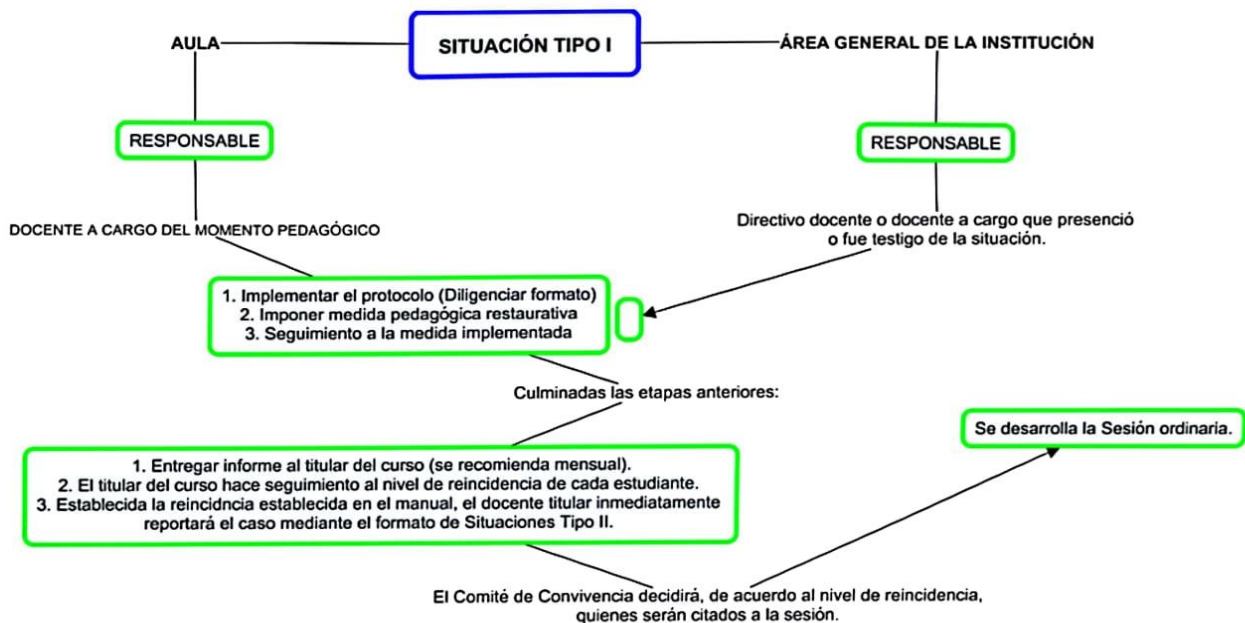 AULA
SITUACIÓN TIPO I
ÁREA GENERAL DE LA INSTITUCIÓN
RESPONSABLE
RESPONSABLE
DOCENTE A CARGO DEL MOMENTO PEDAGÓGICO
Directivo docente o docente a cargo que presenció
o fue testigo de la situación.
1. Implementar el protocolo (Diligenciar formato)
2. Imponer medida pedagógica restaurativa
3. Seguimiento a la medida implementada
Culminadas las etapas anteriores:
Se desarrolla la Sesión ordinaria.
1. Entregar informe al titular del curso (se recomienda mensual).
2. El titular del curso hace seguimiento al nivel de reincidencia de cada estudiante.
3. Establecida la reincidncia establecida en el manual, el docente titular inmediatamente
reportará el caso mediante el formato de Situaciones Tipo II.
El Comité de Convivencia decidirá, de acuerdo al nivel de reincidencia,
quienes serán citados a la sesión.